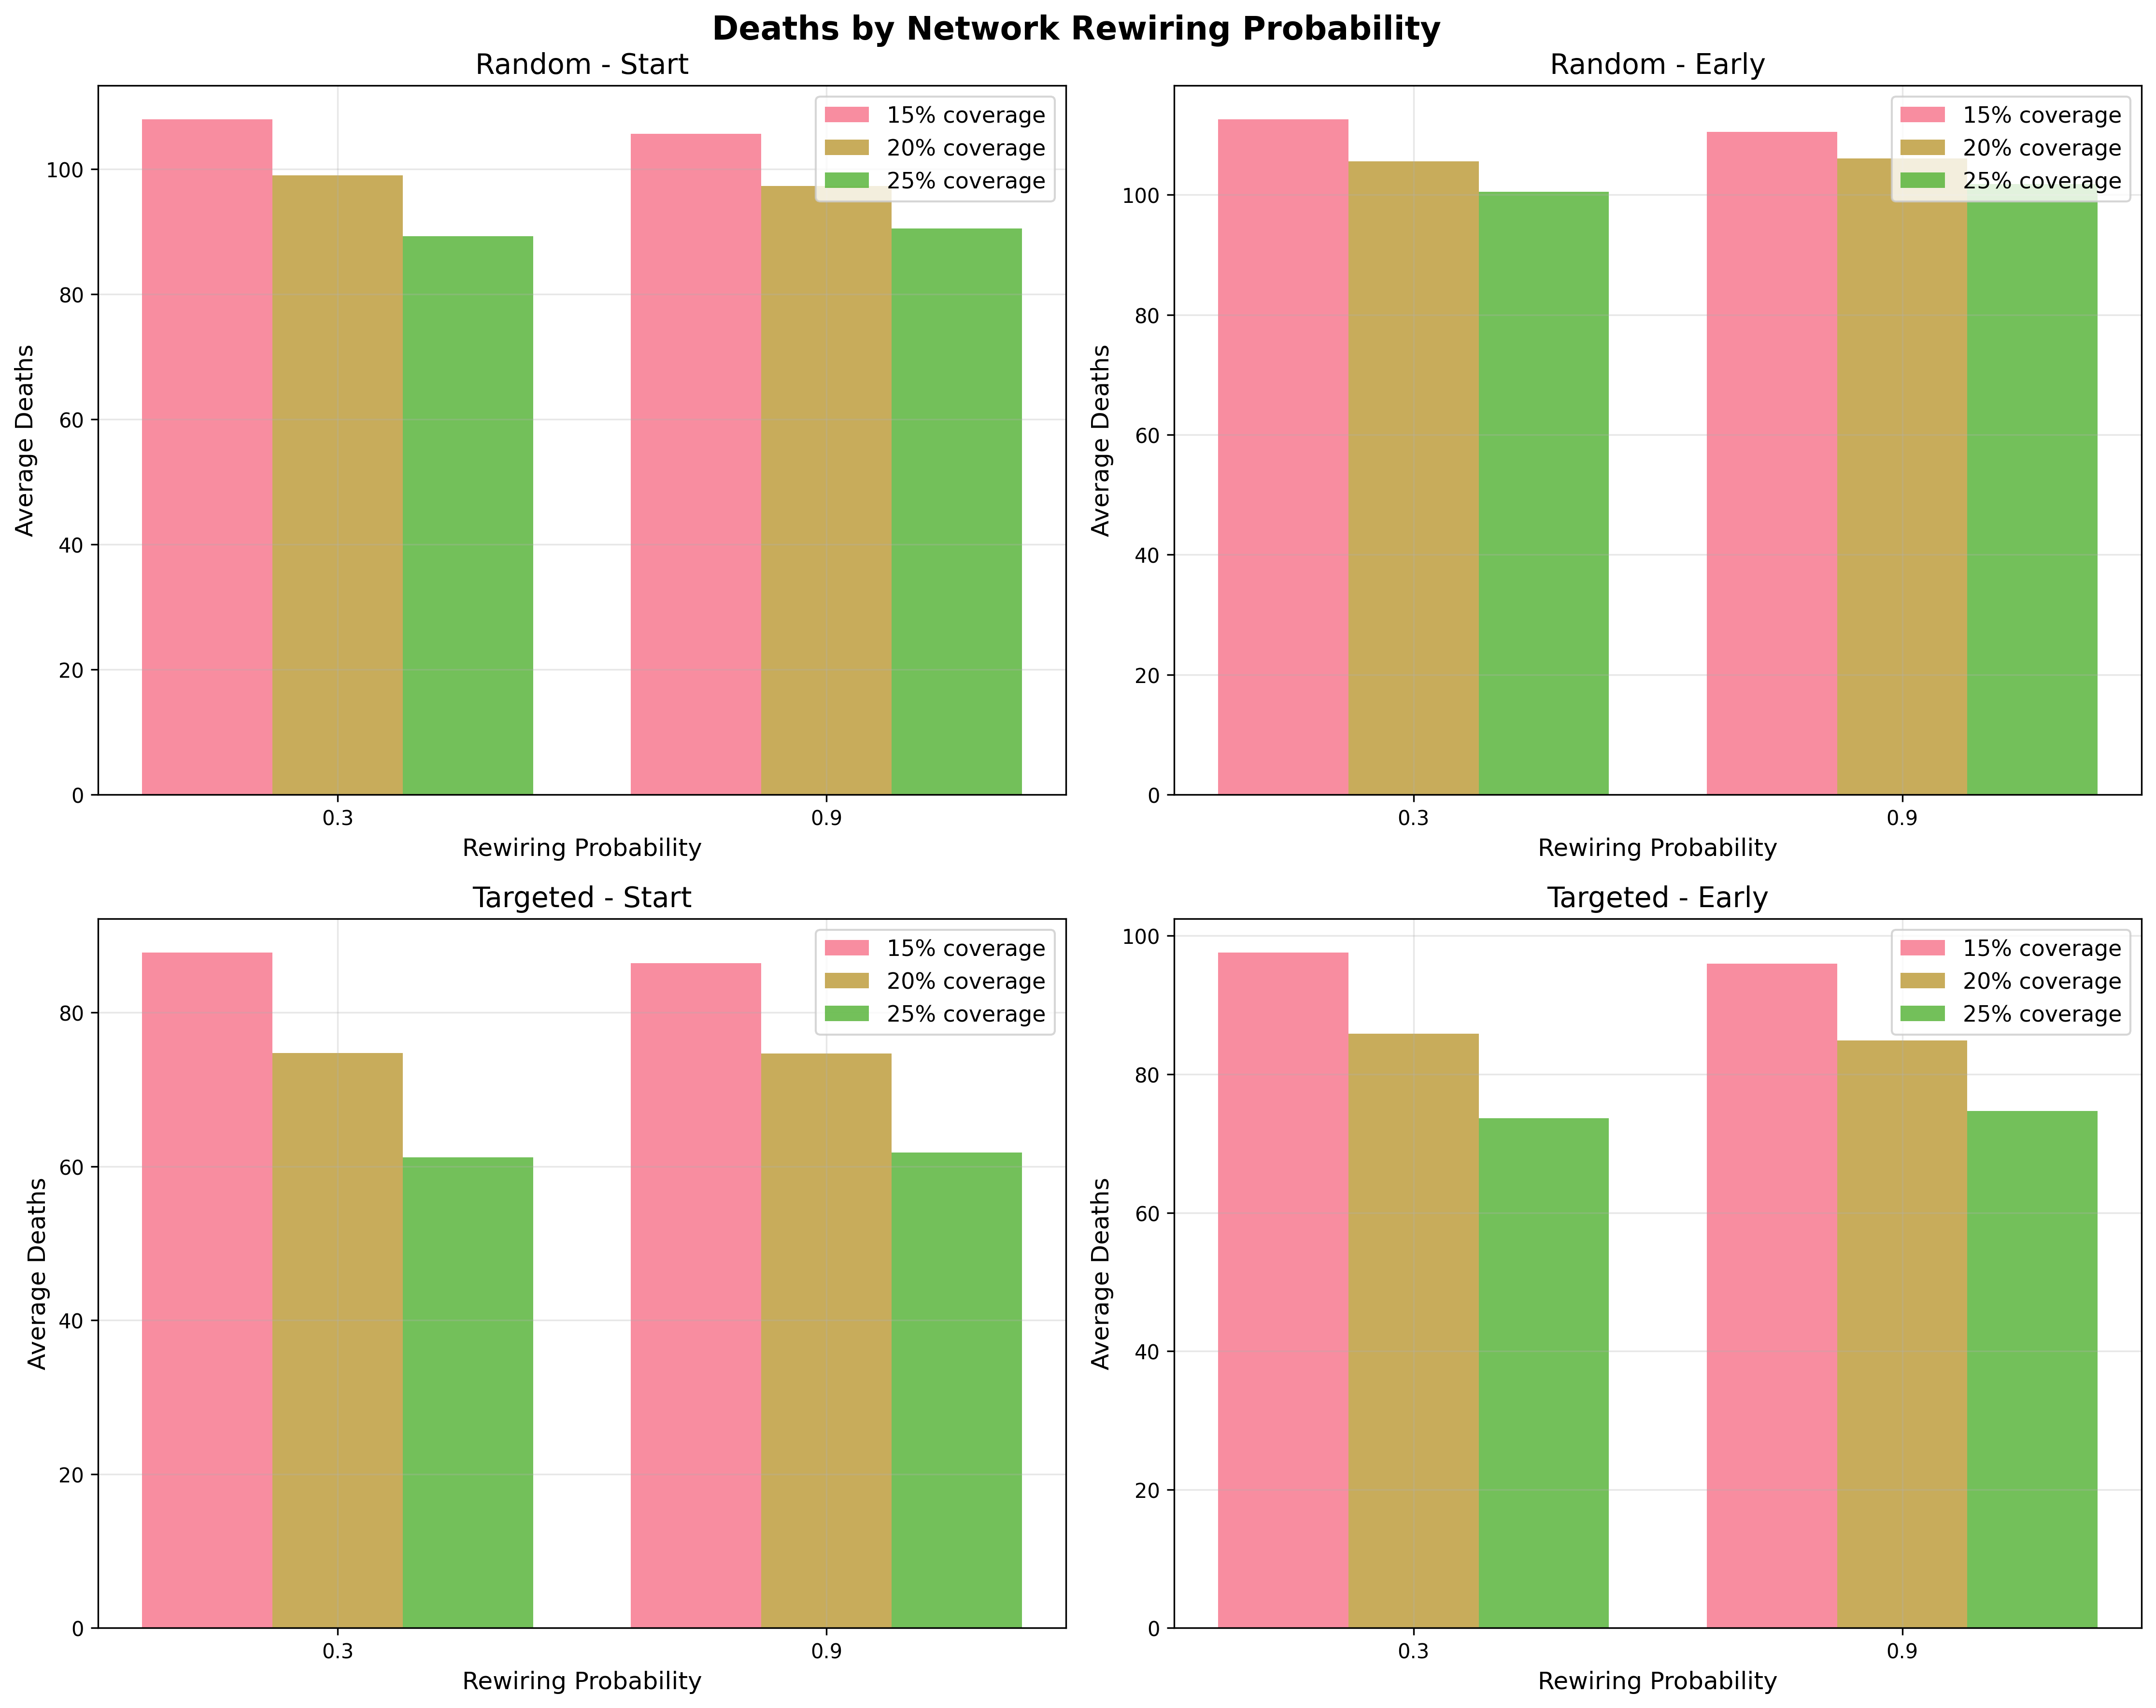 Deaths by Network Rewiring Probability
Random - Start
15% coverage
20% coverage
25% coverage
100
80
60
40
20
0
Average Deaths
0.3
0.9
Rewiring Probability
Random - Early
15% coverage
20% coverage
25% coverage
100
80
60
40
20
0
Average Deaths
0.3
0.9
Rewiring Probability
Targeted - Start
15% coverage
20% coverage
25% coverage
80
60
40
20
0
Average Deaths
0.3
0.9
Rewiring Probability
Targeted - Early
15% coverage
20% coverage
25% coverage
100
80
60
40
20
0
Average Deaths
0.3
0.9
Rewiring Probability